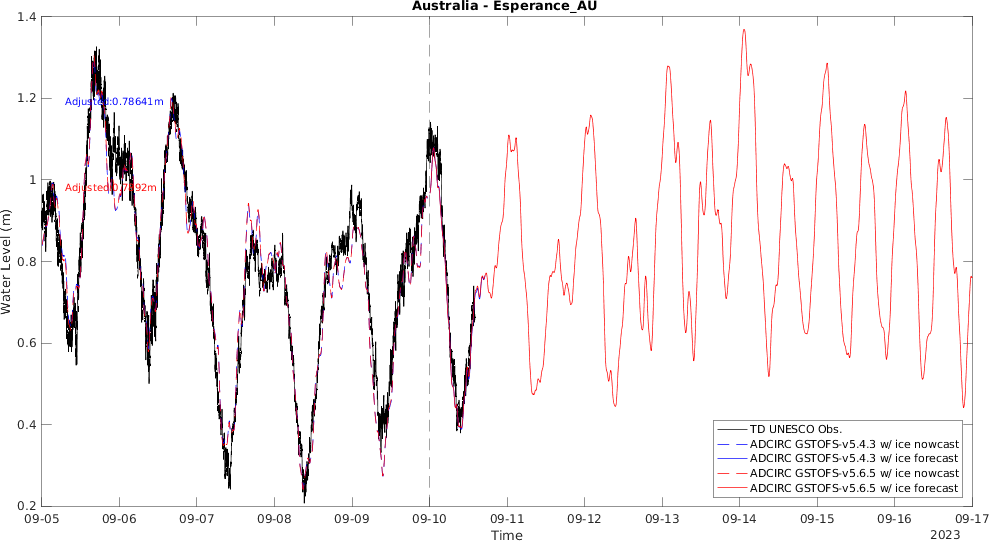 Australia - Esperance_AU
1.4
1.2
1
0.8
0.6
0.4
0.2
Water Level (m)
Adjusted:0.78641m
TD UNESCO Obs.
ADCIRC GSTOFS-v5.4.3 w/ ice nowcast
ADCIRC GSTOFS-v5.4.3 w/ ice forecast
ADCIRC GSTOFS-v5.6.5 w/ ice nowcast
ADCIRC GSTOFS-v5.6.5 w/ ice forecast
09-05 09-06 09-07 09-08 09-09 09-10 09-11 09-12 09-13 09-14 09-15 09-16 09-17
Time
2023